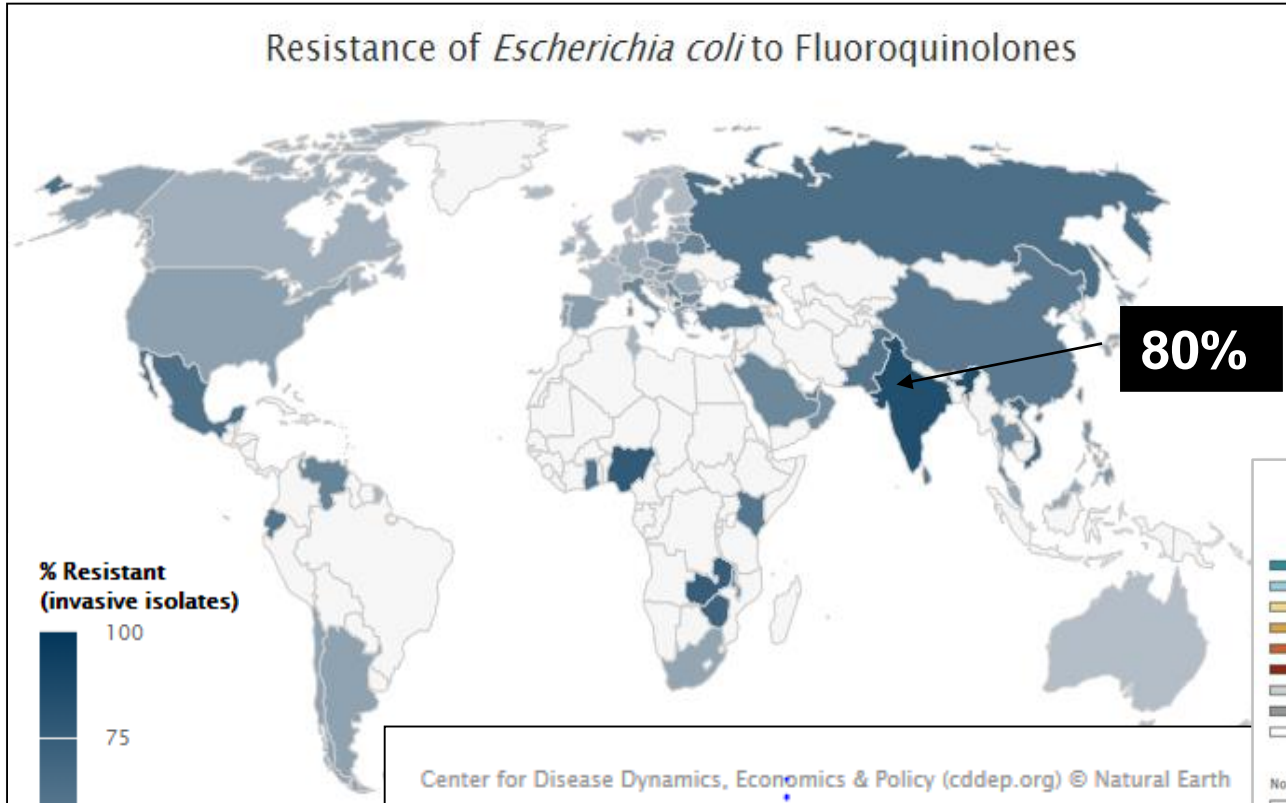 Resistance of Escherichia coli to Fluoroquinolones
80%
% Resistant
(invasive isolates)
100
75
Center for Disease Dynamics, Economics & Policy (cddep.org) © Natural Earth
No